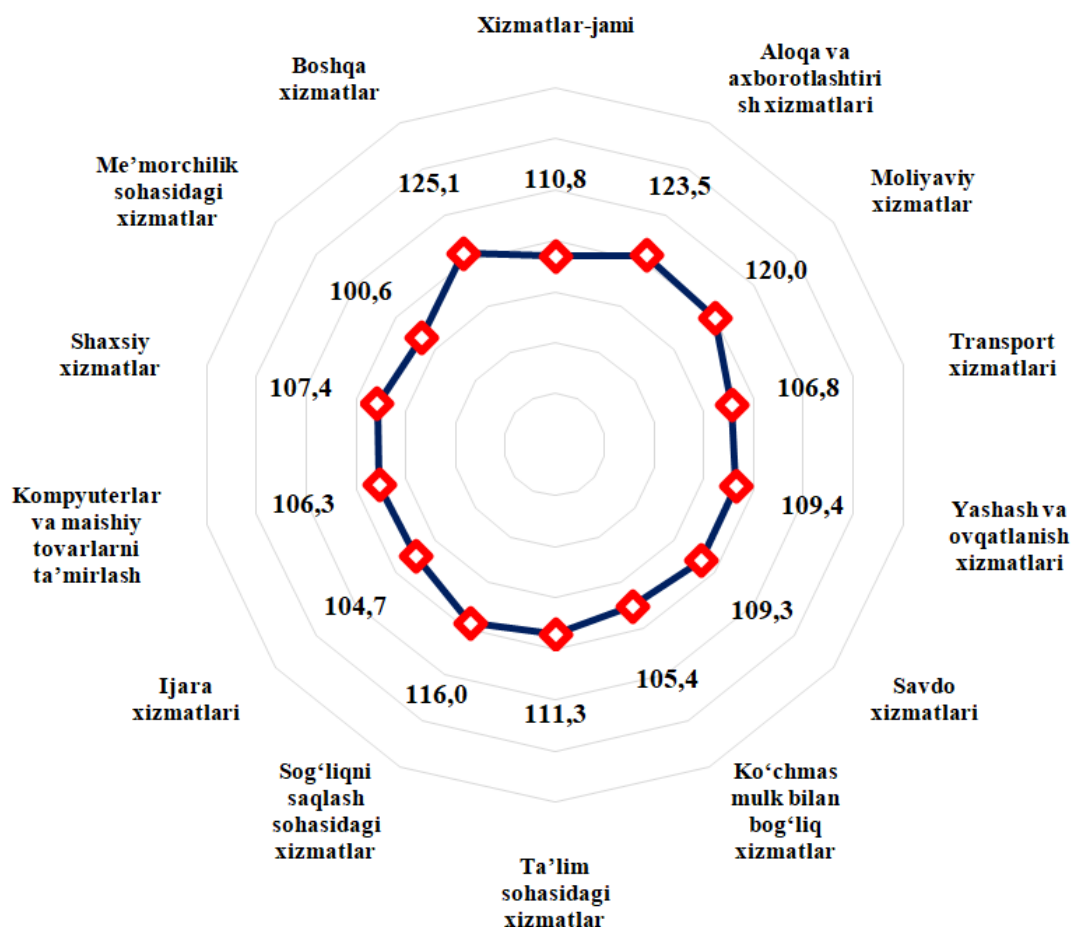 Xizmatlar-jami
Aloqa va
axborotlashtiri
sh xizmatlari
Moliyaviy
xizmatlar
Transport
xizmatlari
Yashash va
ovqatlanish
xizmatlari
Savdo
xizmatlari
Ko‘chmas
mulk bilan
bog‘liq
xizmatlar
Ta’lim
sohasidagi
xizmatlar
Sog‘liqni
saqlash
sohasidagi
xizmatlar
Ijara
xizmatlari
Kompyuterlar
va maishiy
tovarlarni
ta’mirlash
Shaxsiy
xizmatlar
Me’morchilik
sohasidagi
xizmatlar
Boshqa
xizmatlar
110,8
123,5
120,0
106,8
109,4
109,3
105,4
111,3
116,0
104,7
106,3
107,4
100,6
125,1